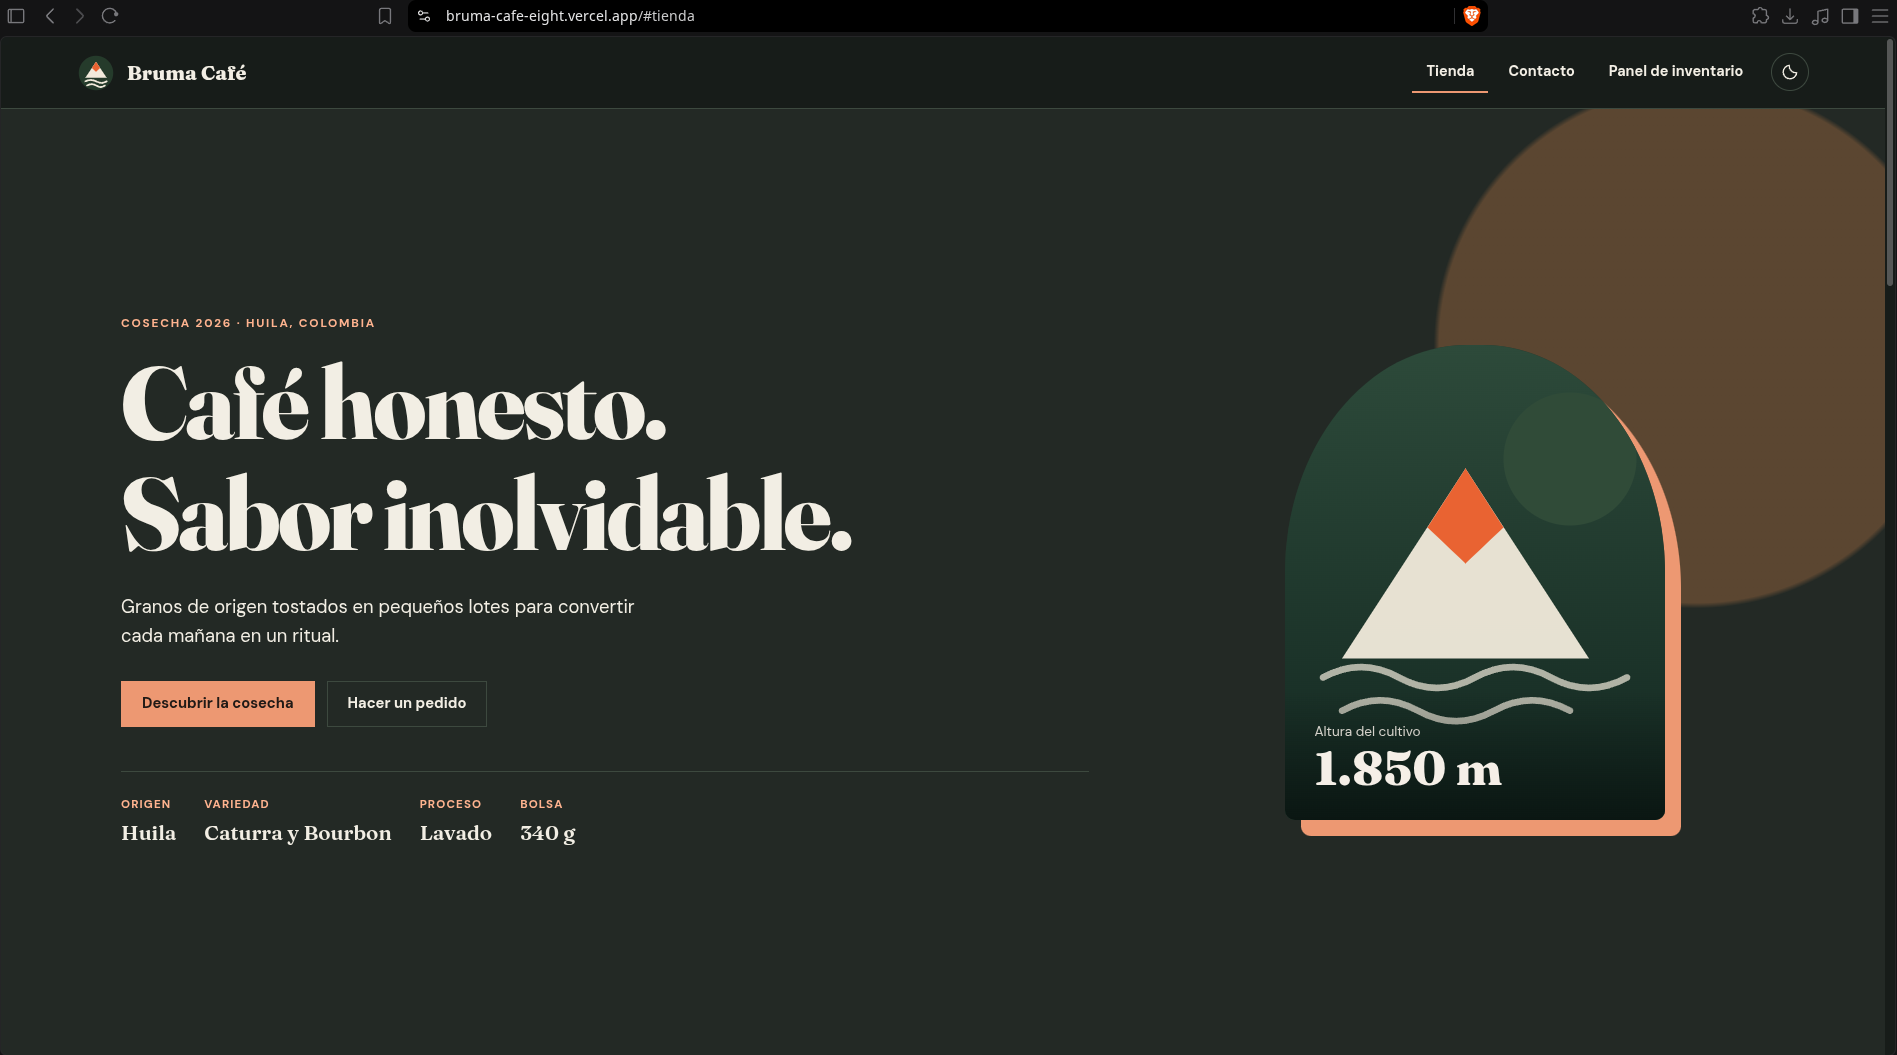 bruma-cafe-eight.vercel.app/#tienda
Bruma Café
Tienda
Contacto
Panel de inventario
COSECHA 2026 · HUILA, COLOMBIA
Café honesto.
Sabor inolvidable.
Granos de origen tostados en pequeños lotes para convertir
cada mañana en un ritual.
Descubrir la cosecha
Hacer un pedido
ORIGEN
Huila
VARIEDAD
Caturra y Bourbon
PROCESO
Lavado
BOLSA
340 g
Altura del cultivo
1.850 m